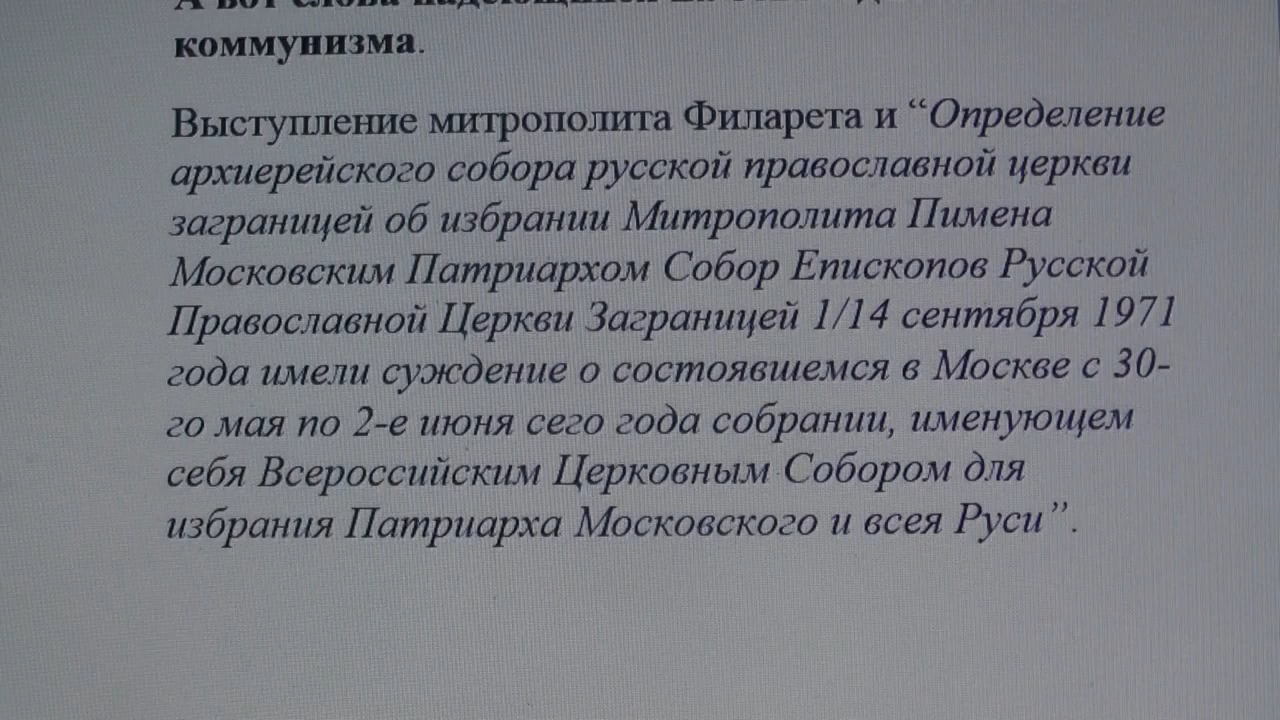 А вот слова
коммунизма.
Выступление митрополита Филарета и “Определение
архиерейского собора русской православной церкви
заграницей об избрании Митрополита Пимена
Московским Патриархом Собор Епископов Русской
Православной Церкви Заграницей 1/14 сентября 1971
года имели суждение о состоявшемся в Москве с 30-
го мая по 2-е июня сего года собрании, именующем
себя Всероссийским Церковным Собором для
избрания Патриарха Московского и всея Руси”.